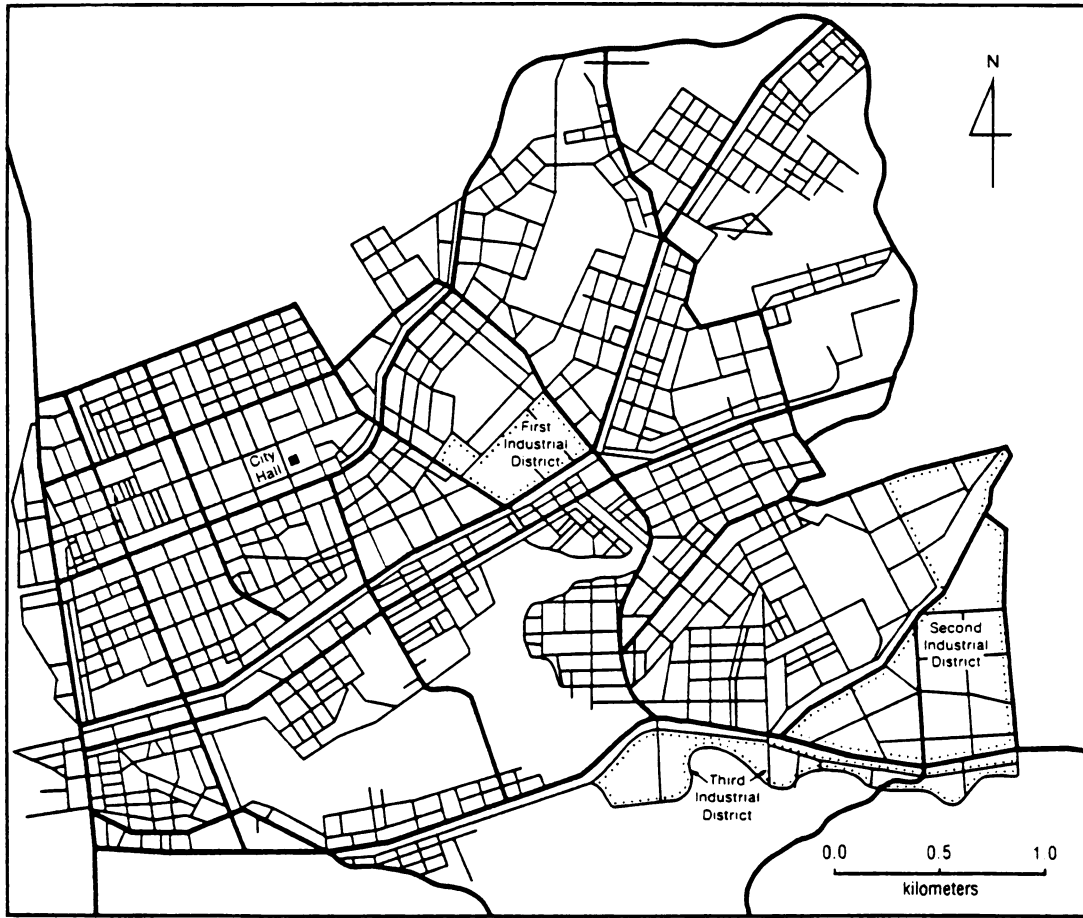 N
First
Industrial
District
City
Hall
Second
Industrial
District
Third
Industrial
District
0.0 0.5 1.0
kilometers